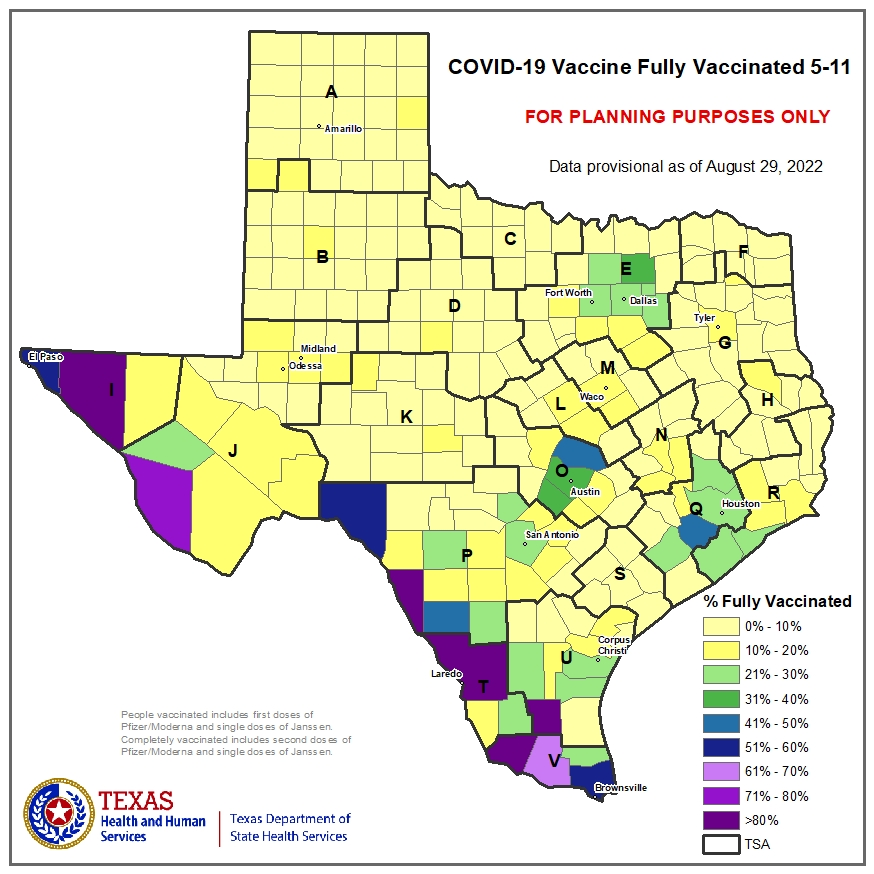 COVID-19 Vaccine Fully Vaccinated 5-11
FOR PLANNING PURPOSES ONLY
Data provisional as of August 29, 2022
A
Amarillo
B
C
D
E
Fort Worth
Dallas
F
Tyler
G
H
El Paso
I
Midland
Odessa
J
K
L
M
Waco
N
O
Austin
P
San Antonio
Q
Houston
R
S
Laredo
T
U
Corpus
Christi
V
Brownsville
% Fully Vaccinated
0% - 10%
10% - 20%
21% - 30%
31% - 40%
41% - 50%
51% - 60%
61% - 70%
71% - 80%
>80%
TSA
People vaccinated includes first doses of
Pfizer/Moderna and single doses of Janssen.
Completely vaccinated includes second doses of
Pfizer/Moderna and single doses of Janssen.
TEXAS
Health and Human
Services
Texas Department of
State Health Services